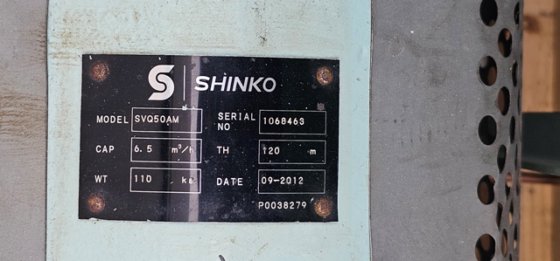 SHINKO
MODEL SVQ50AM SERIAL NO 1068463
CAP 6.5 m³/h TH 120 m
WT 110 kg DATE 09-2012
P0038279